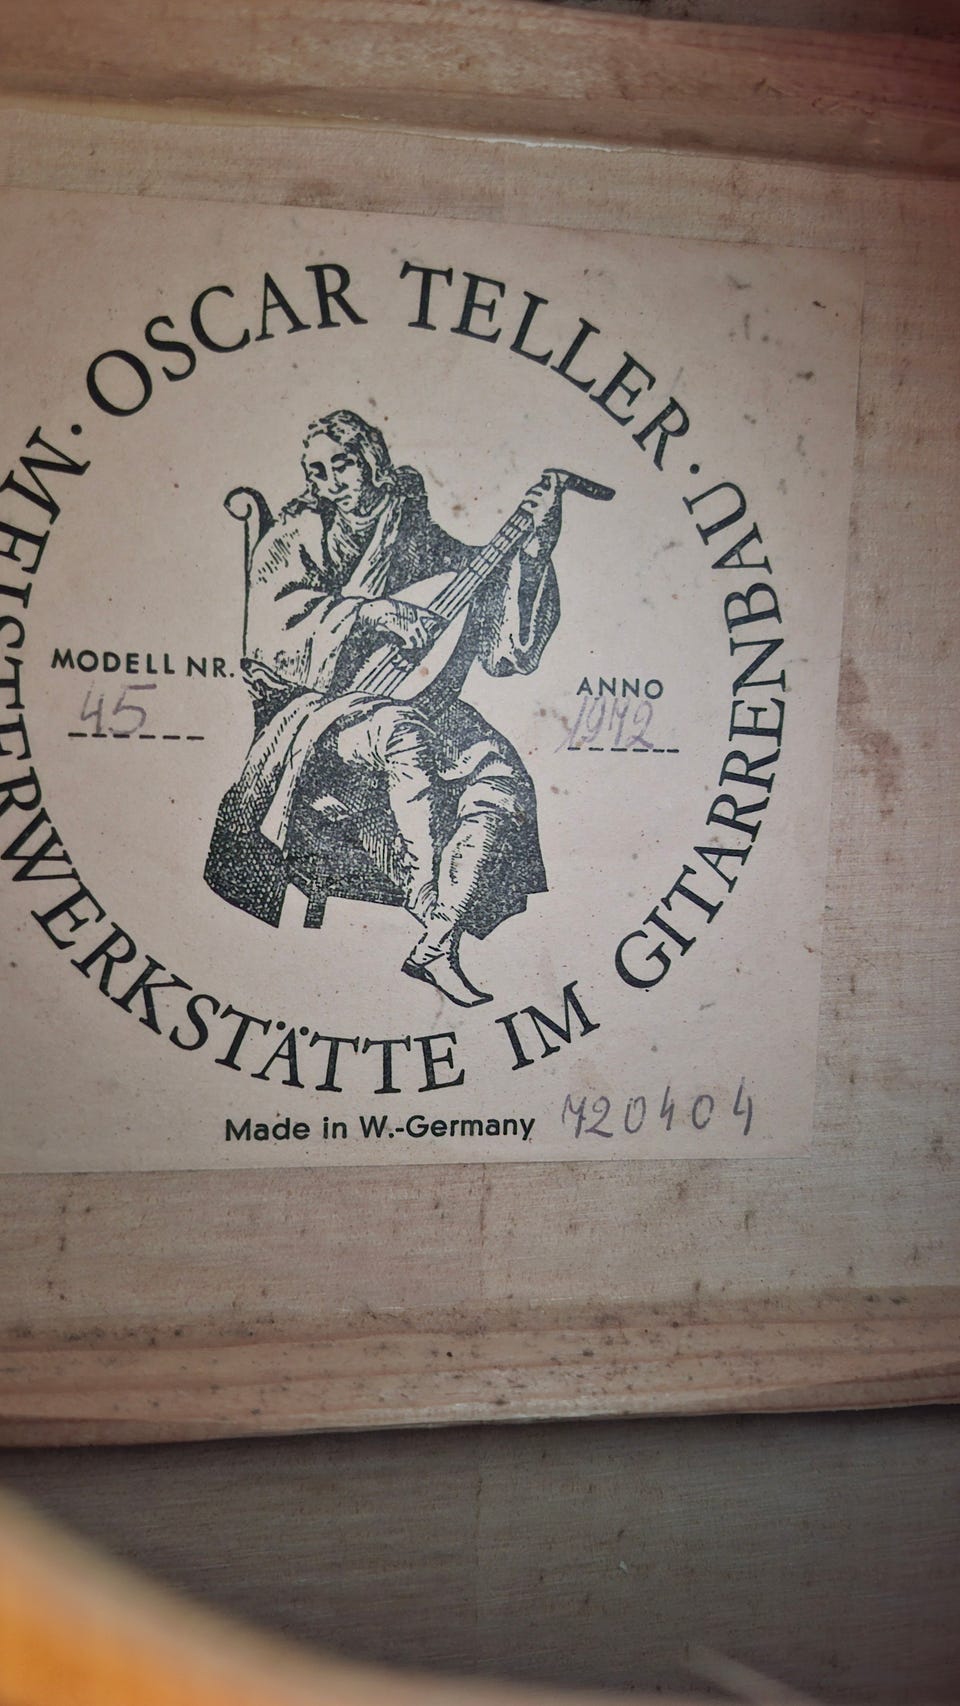 · OSCAR TELLER ·
MEISTERWERKSTÄTTE IM GITARRENBAU
MODELL NR.
45
ANNO
1972
Made in W.-Germany 720404